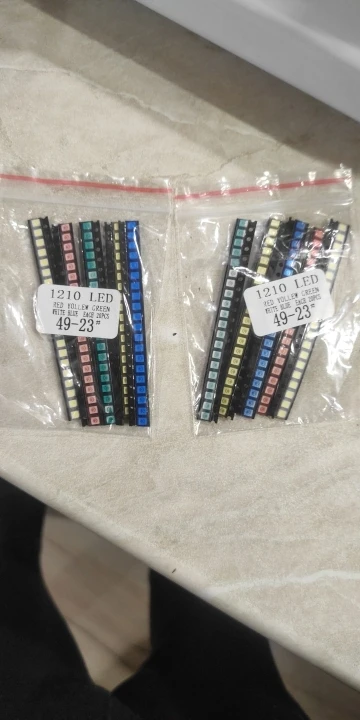 1210 LED
RED YOLLEW GREEN
WHITE BLUE EACH 20PCS
49-23#
1210 LED
RED YOLLEW GREEN
WHITE BLUE EACH 20PCS
49-23#